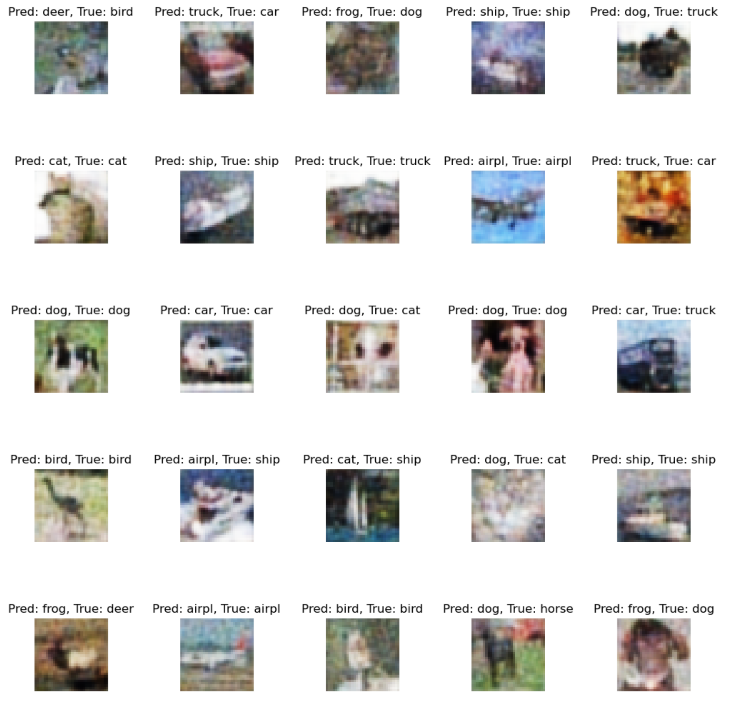 Pred: deer, True: bird Pred: truck, True: car Pred: frog, True: dog Pred: ship, True: ship Pred: dog, True: truck
Pred: cat, True: cat Pred: ship, True: ship Pred: truck, True: truck Pred: airpl, True: airpl Pred: truck, True: car
Pred: dog, True: dog Pred: car, True: car Pred: dog, True: cat Pred: dog, True: dog Pred: car, True: truck
Pred: bird, True: bird Pred: airpl, True: ship Pred: cat, True: ship Pred: dog, True: cat Pred: ship, True: ship
Pred: frog, True: deer Pred: airpl, True: airpl Pred: bird, True: bird Pred: dog, True: horse Pred: frog, True: dog